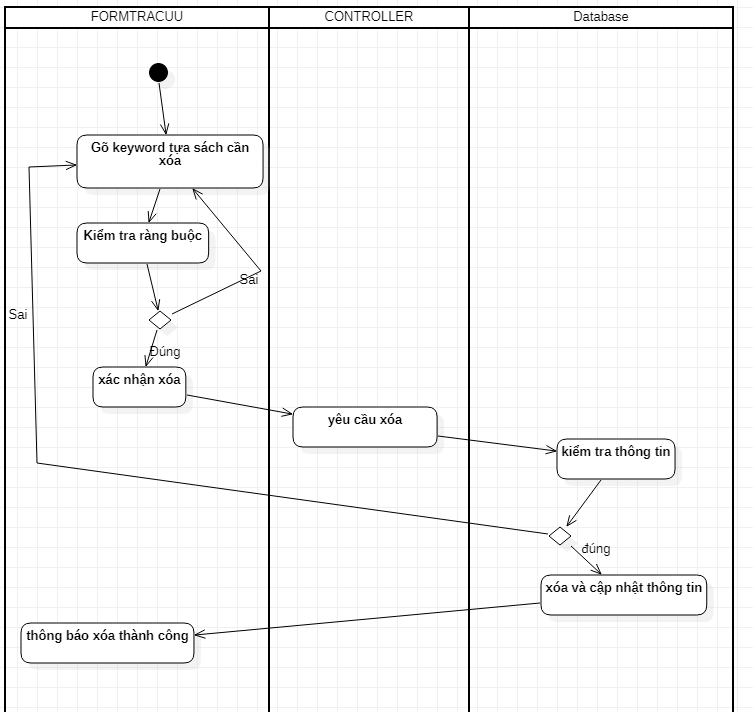 FORMTRACUU
CONTROLLER
Database
Gõ keyword tựa sách cần
xóa
Kiểm tra ràng buộc
Sai
Sai
Đúng
xác nhận xóa
yêu cầu xóa
kiểm tra thông tin
đúng
xóa và cập nhật thông tin
thông báo xóa thành công